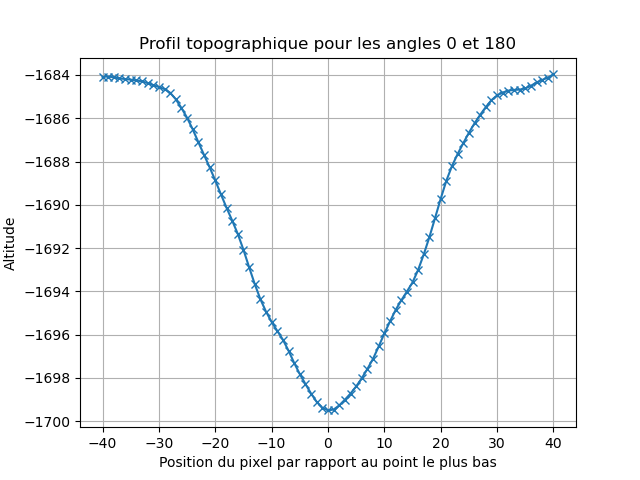 Profil topographique pour les angles 0 et 180
−1684
−1686
−1688
−1690
−1692
−1694
−1696
−1698
−1700
Altitude
−40 −30 −20 −10 0 10 20 30 40
Position du pixel par rapport au point le plus bas